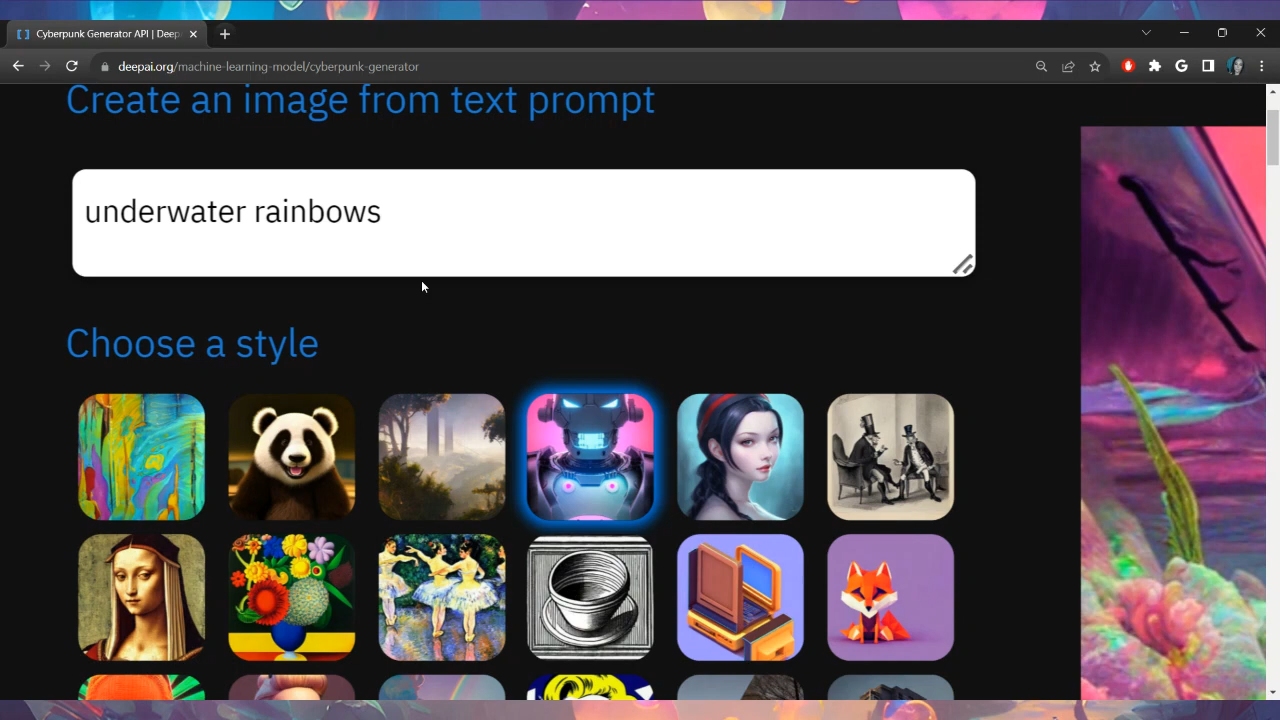 Cyberpunk Generator API | Deep
deepai.org/machine-learning-model/cyberpunk-generator
Create an image from text prompt
underwater rainbows
Choose a style